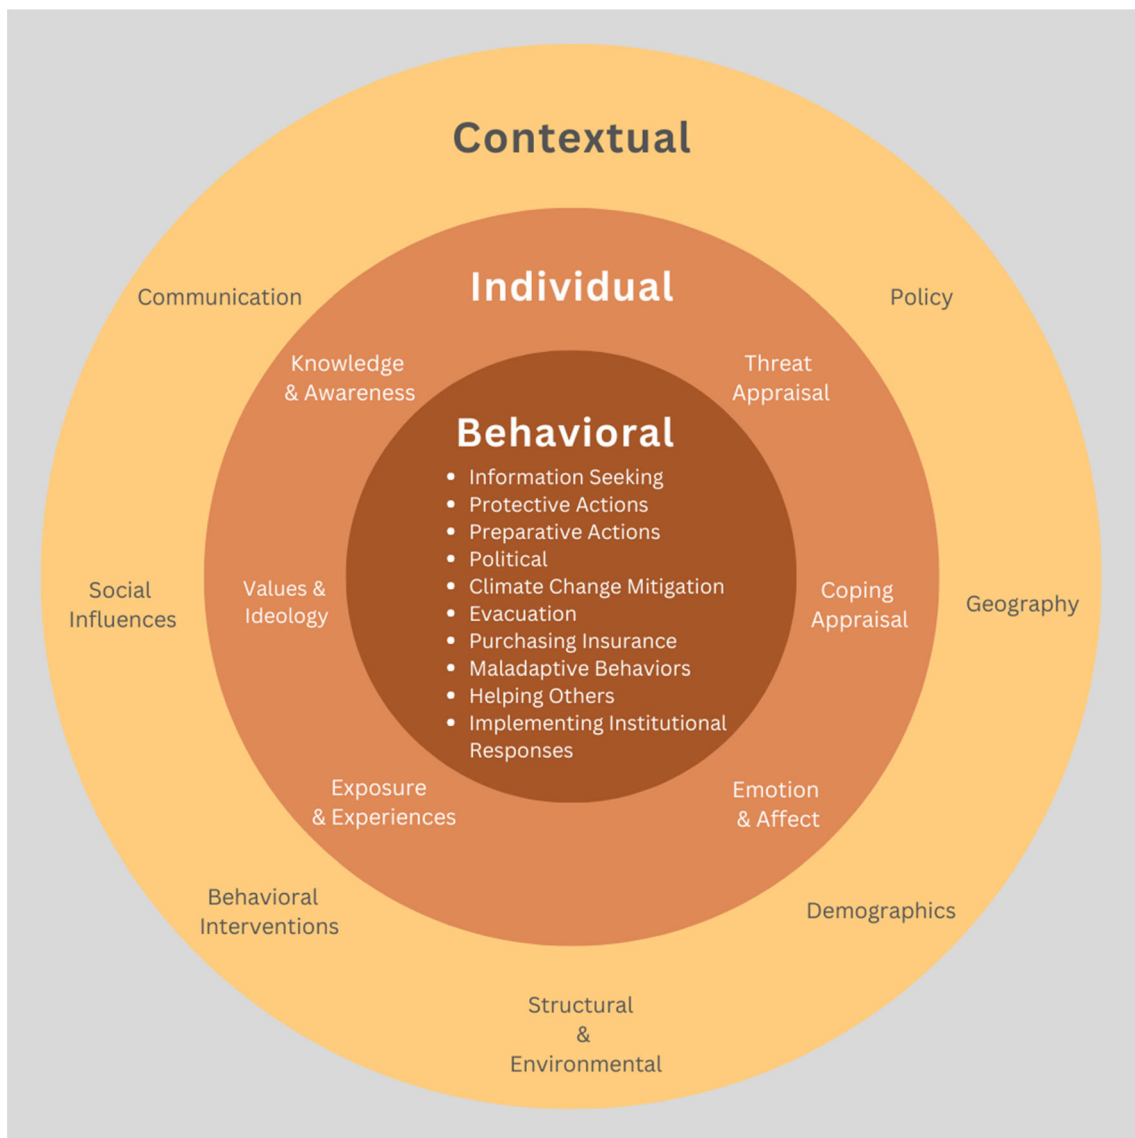 Contextual
Communication
Policy
Individual
Knowledge
& Awareness
Threat
Appraisal
Behavioral
• Information Seeking
• Protective Actions
• Preparative Actions
• Political
• Climate Change Mitigation
• Evacuation
• Purchasing Insurance
• Maladaptive Behaviors
• Helping Others
• Implementing Institutional
Responses
Social
Influences
Values &
Ideology
Coping
Appraisal
Geography
Exposure
& Experiences
Emotion
& Affect
Behavioral
Interventions
Demographics
Structural
&
Environmental